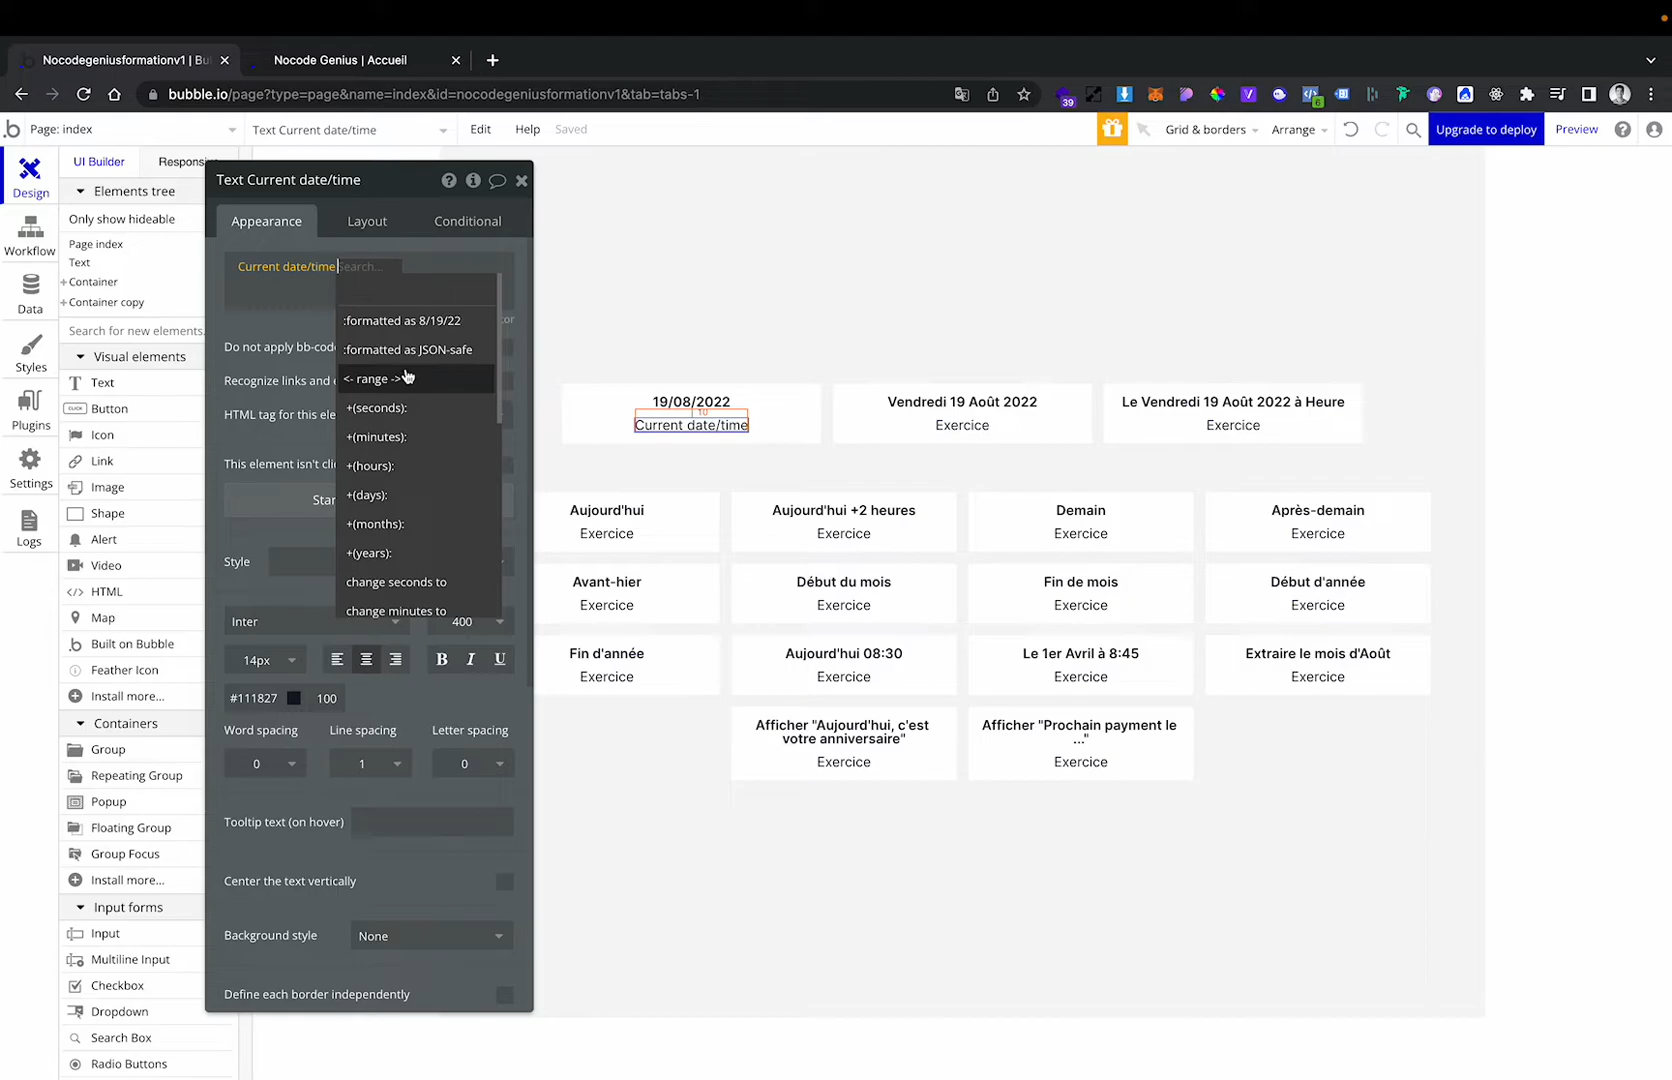 Nocodegeniusformationv1 | Bu
Nocode Genius | Accueil
bubble.io/page?type=page&name=index&id=nocodegeniusformationv1&tab=tabs-1
39
6
Page: index
Text Current date/time
Edit
Help
Saved
Grid & borders
Arrange
Upgrade to deploy
Preview
Design
Workflow
Data
Styles
Plugins
Settings
Logs
UI Builder
Responsiv
Elements tree
Only show hideable
Page index
Text
Container
Container copy
Search for new elements.
Visual elements
Text
CLICK
Button
Icon
Link
Image
Shape
Alert
Video
</> HTML
Map
Built on Bubble
Feather Icon
Install more...
Containers
Group
Repeating Group
Popup
Floating Group
Group Focus
Install more...
Input forms
Input
Multiline Input
Checkbox
Dropdown
Search Box
Radio Buttons
Text Current date/time
Appearance
Layout
Conditional
Current date/time Search...
:formatted as 8/19/22
:formatted as JSON-safe
<- range ->
+(seconds):
+(minutes):
+(hours):
+(days):
+(months):
+(years):
change seconds to
change minutes to
tor
Do not apply bb-code
Recognize links and e
HTML tag for this ele
This element isn't clic
Star
Style
Inter
400
14px
B I U
#111827
100
Word spacing
Line spacing
Letter spacing
0
1
0
Tooltip text (on hover)
Center the text vertically
Background style
None
Define each border independently
19/08/2022
10
Current date/time
Vendredi 19 Août 2022
Exercice
Le Vendredi 19 Août 2022 à Heure
Exercice
Aujourd'hui
Exercice
Aujourd'hui +2 heures
Exercice
Demain
Exercice
Après-demain
Exercice
Avant-hier
Exercice
Début du mois
Exercice
Fin de mois
Exercice
Début d'année
Exercice
Fin d'année
Exercice
Aujourd'hui 08:30
Exercice
Le 1er Avril à 8:45
Exercice
Extraire le mois d'Août
Exercice
Afficher "Aujourd'hui, c'est
votre anniversaire"
Exercice
Afficher "Prochain payment le
..."
Exercice